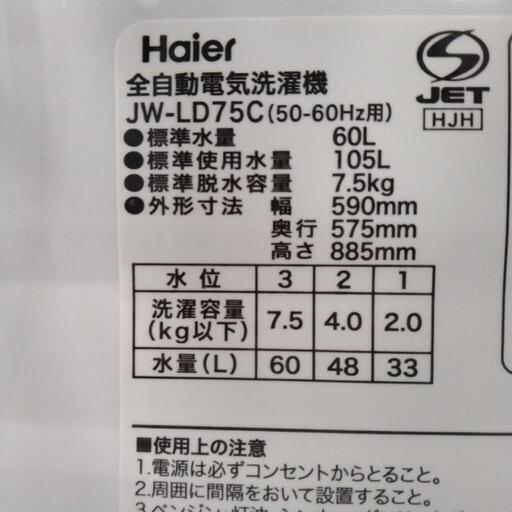 Haier
全自動電気洗濯機
JW-LD75C(50-60Hz用)
S
JET
HJH
●標準水量 60L
●標準使用水量 105L
●標準脱水容量 7.5kg
●外形寸法 幅 590mm
奥行 575mm
高さ 885mm
水位 3 2 1
洗濯容量(kg以下) 7.5 4.0 2.0
水量(L) 60 48 33
■使用上の注意
1.電源は必ずコンセントからとること。
2.周囲に間隔をおいて設置すること。